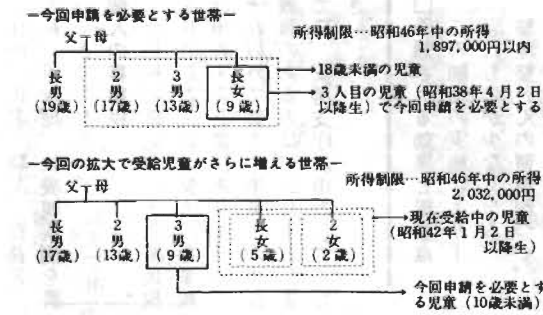 －今回申請を必要とする世帯－
所得制限…昭和46年中の所得
1,897,000円以内
父－母
長男(19歳)
2男(17歳)
3男(13歳)
長女(9歳)
18歳未満の児童
3人目の児童（昭和38年4月2日
以降生）で今回申請を必要とする
－今回の拡大で受給児童がさらに増える世帯－
所得制限…昭和46年中の所得
2,032,000円
父－母
長男(17歳)
2男(13歳)
3男(9歳)
長女(5歳)
2女(2歳)
現在受給中の児童
（昭和42年1月2日
以降生）
今回申請を必要とす
る児童（10歳未満）